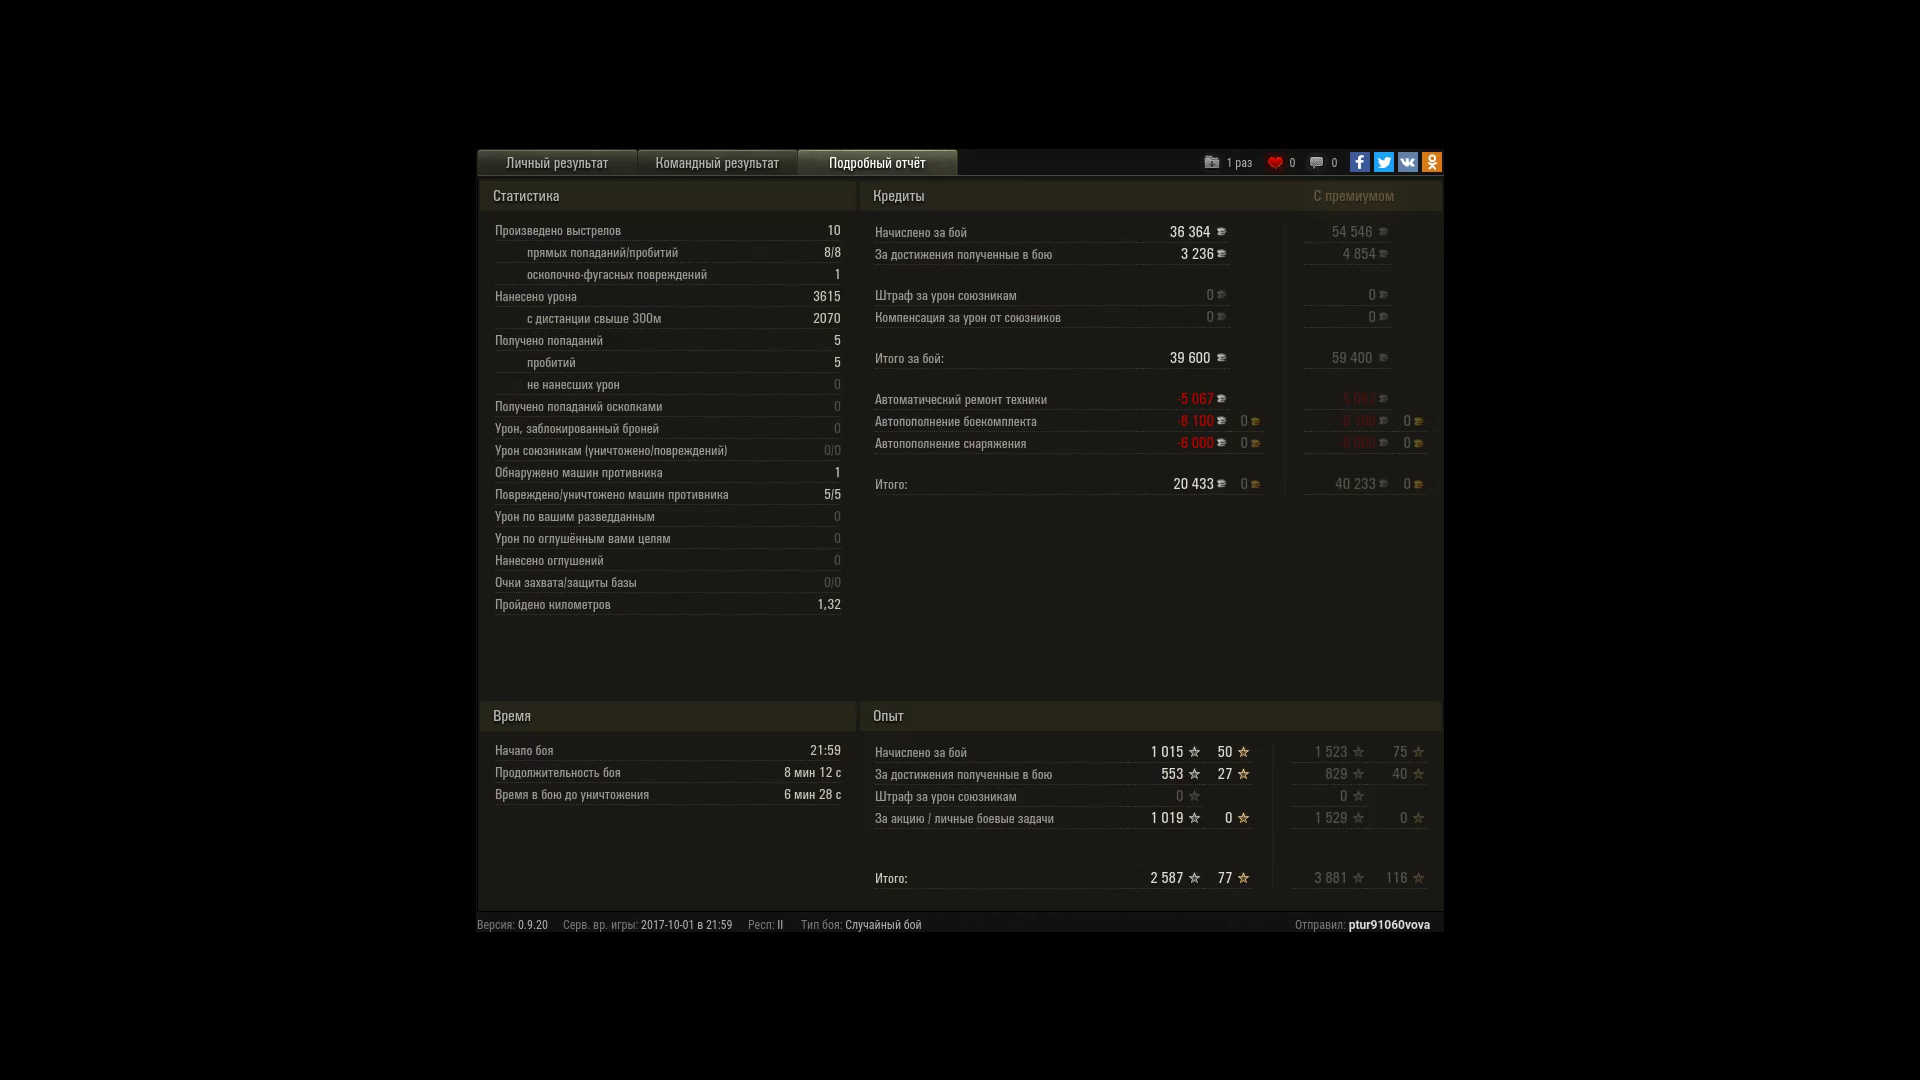 Личный результат Командный результат Подробный отчёт 1 раз 0 0
Статистика
Произведено выстрелов 10
прямых попаданий/пробитий 8/8
осколочно-фугасных повреждений 1
Нанесено урона 3615
с дистанции свыше 300м 2070
Получено попаданий 5
пробитий 5
не нанесших урон 0
Получено попаданий осколками 0
Урон, заблокированный броней 0
Урон союзникам (уничтожено/повреждений) 0/0
Обнаружено машин противника 1
Повреждено/уничтожено машин противника 5/5
Урон по вашим разведданным 0
Урон по оглушённым вами целям 0
Нанесено оглушений 0
Очки захвата/защиты базы 0/0
Пройдено километров 1,32
Кредиты С премиумом
Начислено за бой 36 364 54 546
За достижения полученные в бою 3 236 4 854
Штраф за урон союзникам 0 0
Компенсация за урон от союзников 0 0
Итого за бой: 39 600 59 400
Автоматический ремонт техники -5 067 -5 067
Автопополнение боекомплекта -8 100 0 -8 100 0
Автопополнение снаряжения -6 000 0 -6 000 0
Итого: 20 433 0 40 233 0
Время
Начало боя 21:59
Продолжительность боя 8 мин 12 с
Время в бою до уничтожения 6 мин 28 с
Опыт
Начислено за бой 1 015 50 1 523 75
За достижения полученные в бою 553 27 829 40
Штраф за урон союзникам 0 0
За акцию / личные боевые задачи 1 019 0 1 529 0
Итого: 2 587 77 3 881 116
Версия: 0.9.20 Серв. вр. игры: 2017-10-01 в 21:59 Респ: II Тип боя: Случайный бой Отправил: ptur91060vova